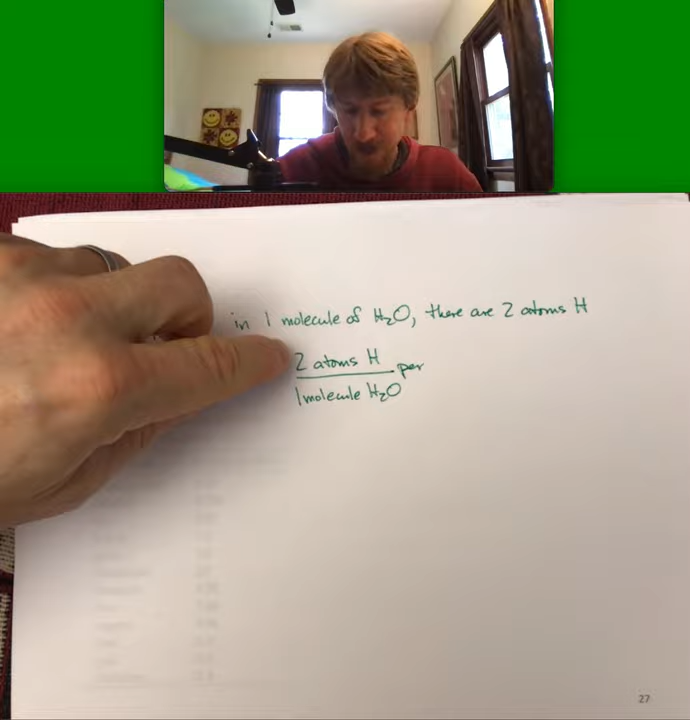 in 1 molecule of H₂O, there are 2 atoms H
2 atoms H
per
1 molecule H₂O
27